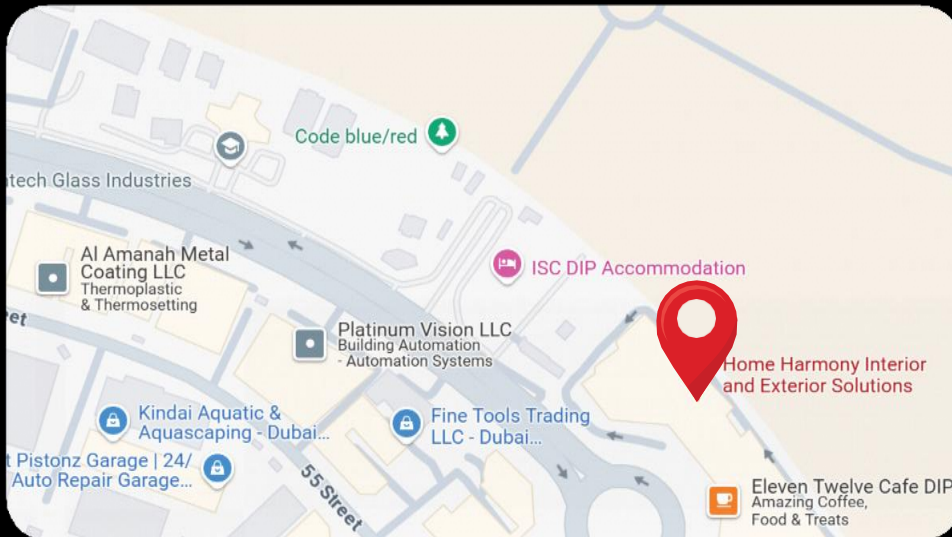 Code blue/red
tech Glass Industries
Al Amanah Metal
Coating LLC
Thermoplastic
& Thermosetting
ISC DIP Accommodation
eet
Platinum Vision LLC
Building Automation
- Automation Systems
Home Harmony Interior
and Exterior Solutions
Kindai Aquatic &
Aquascaping - Dubai...
Fine Tools Trading
LLC - Dubai...
t Pistonz Garage | 24/
Auto Repair Garage...
55 Street
Eleven Twelve Cafe DIP
Amazing Coffee,
Food & Treats